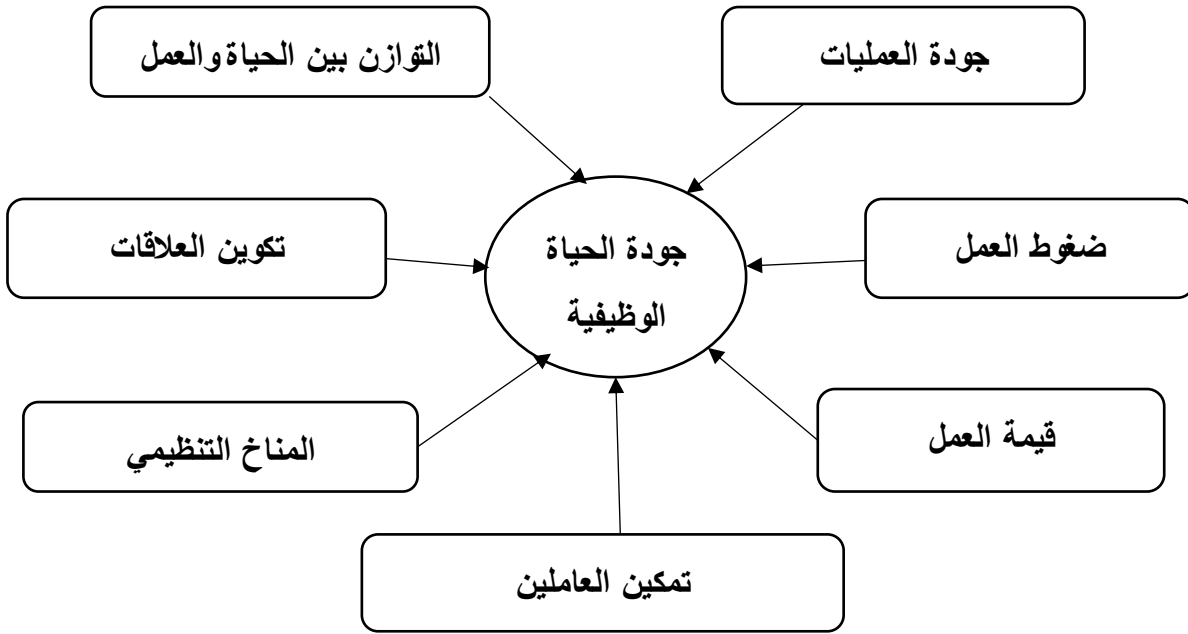 جودة العمليات
التوازن بين الحياة والعمل
ضغوط العمل
جودة الحياة
الوظيفية
تكوين العلاقات
قيمة العمل
المناخ التنظيمي
تمكين العاملين